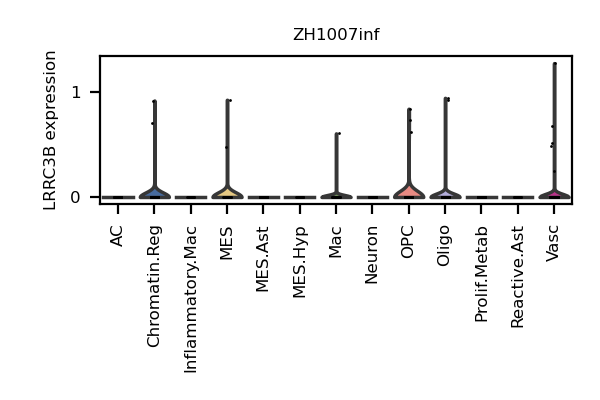 ZH1007inf
LRRC3B expression
1
0
AC
Chromatin.Reg
Inflammatory.Mac
MES
MES.Ast
MES.Hyp
Mac
Neuron
OPC
Oligo
Prolif.Metab
Reactive.Ast
Vasc